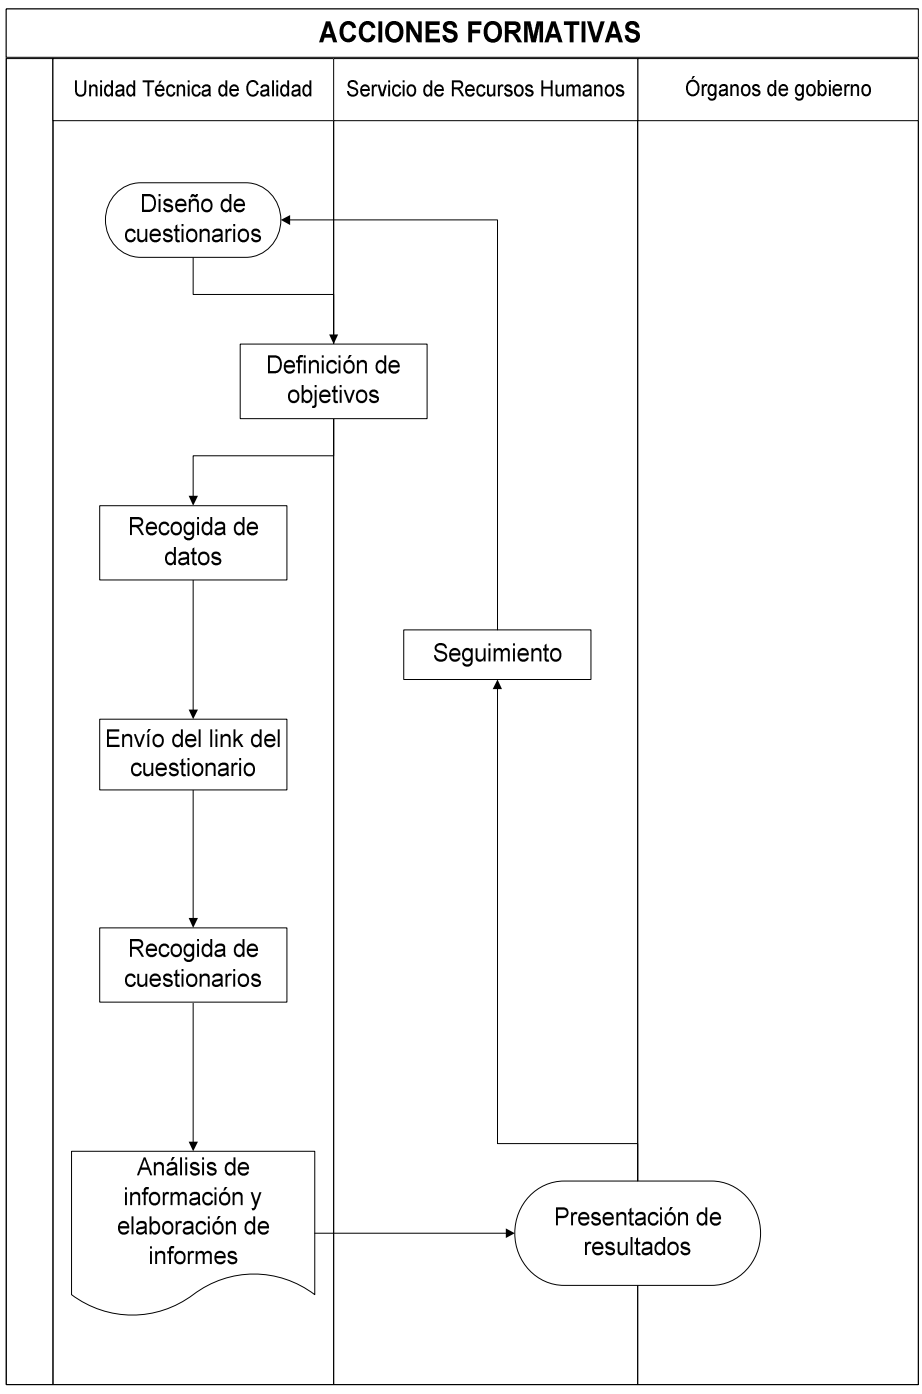 ACCIONES FORMATIVAS
Unidad Técnica de Calidad
Servicio de Recursos Humanos
Órganos de gobierno
Diseño de
cuestionarios
Definición de
objetivos
Recogida de
datos
Seguimiento
Envío del link del
cuestionario
Recogida de
cuestionarios
Análisis de
información y
elaboración de
informes
Presentación de
resultados